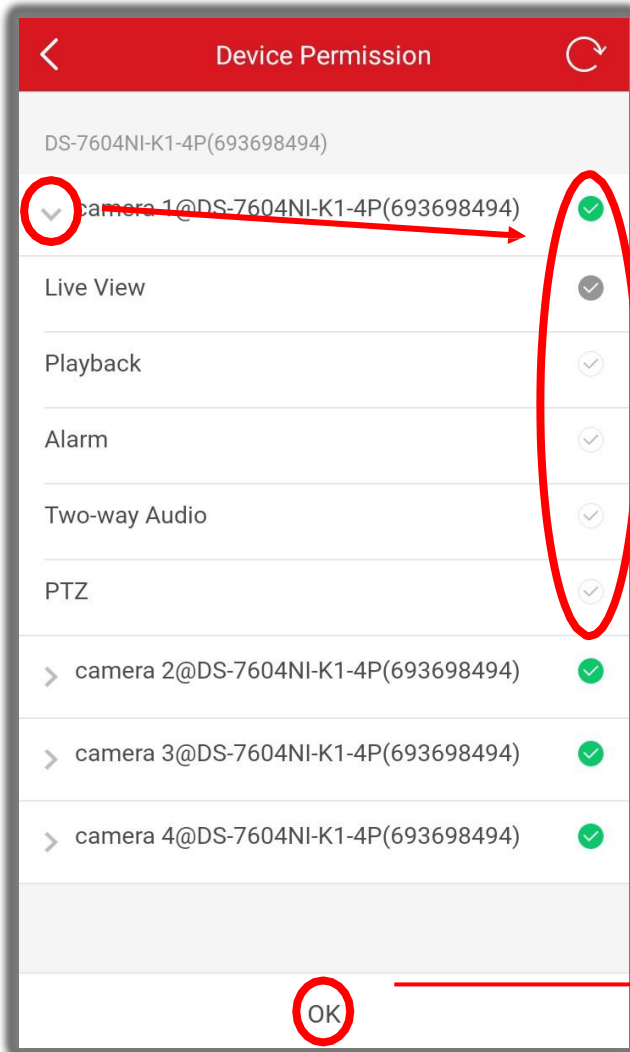 Device Permission
DS-7604NI-K1-4P(693698494)
camera 1@DS-7604NI-K1-4P(693698494)
Live View
Playback
Alarm
Two-way Audio
PTZ
camera 2@DS-7604NI-K1-4P(693698494)
camera 3@DS-7604NI-K1-4P(693698494)
camera 4@DS-7604NI-K1-4P(693698494)
OK